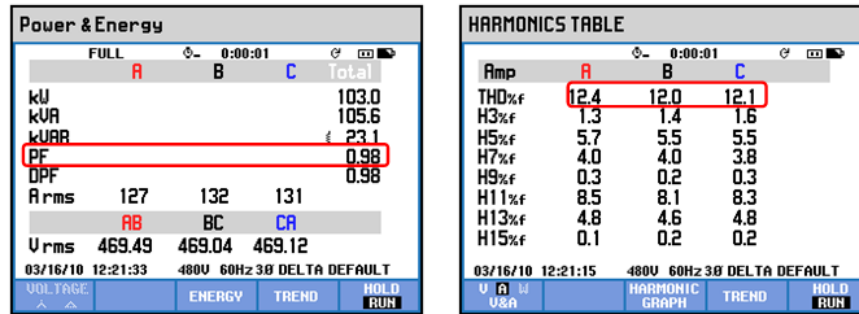 Power & Energy
FULL 0:00:01
A B C Total
kW 103.0
kVA 105.6
kVAR 23.1
PF 0.98
DPF 0.98
A rms 127 132 131
AB BC CA
V rms 469.49 469.04 469.12
03/16/10 12:21:33 480V 60Hz 3Ø DELTA DEFAULT
VOLTAGE ENERGY TREND HOLD
RUN
HARMONICS TABLE
0:00:01
Amp A B C
THD%f 12.4 12.0 12.1
H3%f 1.3 1.4 1.6
H5%f 5.7 5.5 5.5
H7%f 4.0 4.0 3.8
H9%f 0.3 0.2 0.3
H11%f 8.5 8.1 8.3
H13%f 4.8 4.6 4.8
H15%f 0.1 0.2 0.2
03/16/10 12:21:15 480V 60Hz 3Ø DELTA DEFAULT
V A W HARMONIC TREND HOLD
V&A GRAPH RUN